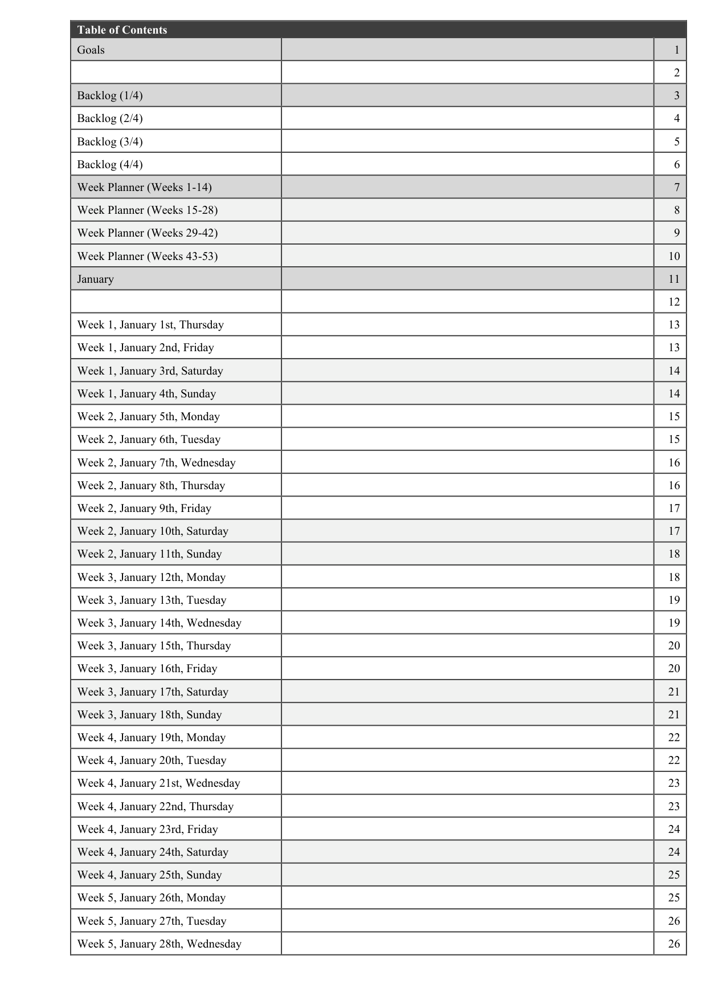 Table of Contents
Goals 1
2
Backlog (1/4) 3
Backlog (2/4) 4
Backlog (3/4) 5
Backlog (4/4) 6
Week Planner (Weeks 1-14) 7
Week Planner (Weeks 15-28) 8
Week Planner (Weeks 29-42) 9
Week Planner (Weeks 43-53) 10
January 11
12
Week 1, January 1st, Thursday 13
Week 1, January 2nd, Friday 13
Week 1, January 3rd, Saturday 14
Week 1, January 4th, Sunday 14
Week 2, January 5th, Monday 15
Week 2, January 6th, Tuesday 15
Week 2, January 7th, Wednesday 16
Week 2, January 8th, Thursday 16
Week 2, January 9th, Friday 17
Week 2, January 10th, Saturday 17
Week 2, January 11th, Sunday 18
Week 3, January 12th, Monday 18
Week 3, January 13th, Tuesday 19
Week 3, January 14th, Wednesday 19
Week 3, January 15th, Thursday 20
Week 3, January 16th, Friday 20
Week 3, January 17th, Saturday 21
Week 3, January 18th, Sunday 21
Week 4, January 19th, Monday 22
Week 4, January 20th, Tuesday 22
Week 4, January 21st, Wednesday 23
Week 4, January 22nd, Thursday 23
Week 4, January 23rd, Friday 24
Week 4, January 24th, Saturday 24
Week 4, January 25th, Sunday 25
Week 5, January 26th, Monday 25
Week 5, January 27th, Tuesday 26
Week 5, January 28th, Wednesday 26